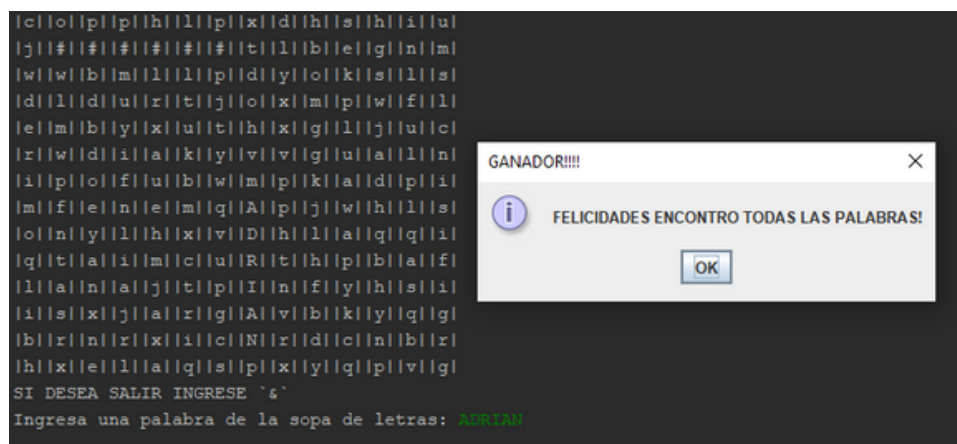 |c||o||p||p||h||l||p||x||d||h||s||h||i||u|
|j||#||#||#||#||#||#||t||l||b||e||g||n||m|
|w||w||b||m||l||l||p||d||y||o||k||s||l||s|
|d||l||d||u||r||t||j||o||x||m||p||w||f||l|
|e||m||b||y||x||u||t||h||x||g||l||j||u||c|
|r||w||d||i||a||k||y||v||v||g||u||a||l||n|
|i||p||o||f||u||b||w||m||p||k||a||d||p||i|
|m||f||e||n||e||m||q||A||p||j||w||h||l||s|
|o||n||y||l||h||x||v||D||h||l||a||q||q||i|
|q||t||a||i||m||c||u||R||t||h||p||b||a||f|
|l||a||n||a||j||t||p||I||n||f||y||h||s||i|
|i||s||x||j||a||r||g||A||v||b||k||y||q||g|
|b||r||n||r||x||i||c||N||r||d||c||n||b||r|
|h||x||e||l||a||q||s||p||x||y||q||p||v||g|
SI DESEA SALIR INGRESE `&`
Ingresa una palabra de la sopa de letras: ADRIAN
GANADOR!!!!
FELICIDADES ENCONTRO TODAS LAS PALABRAS!
OK